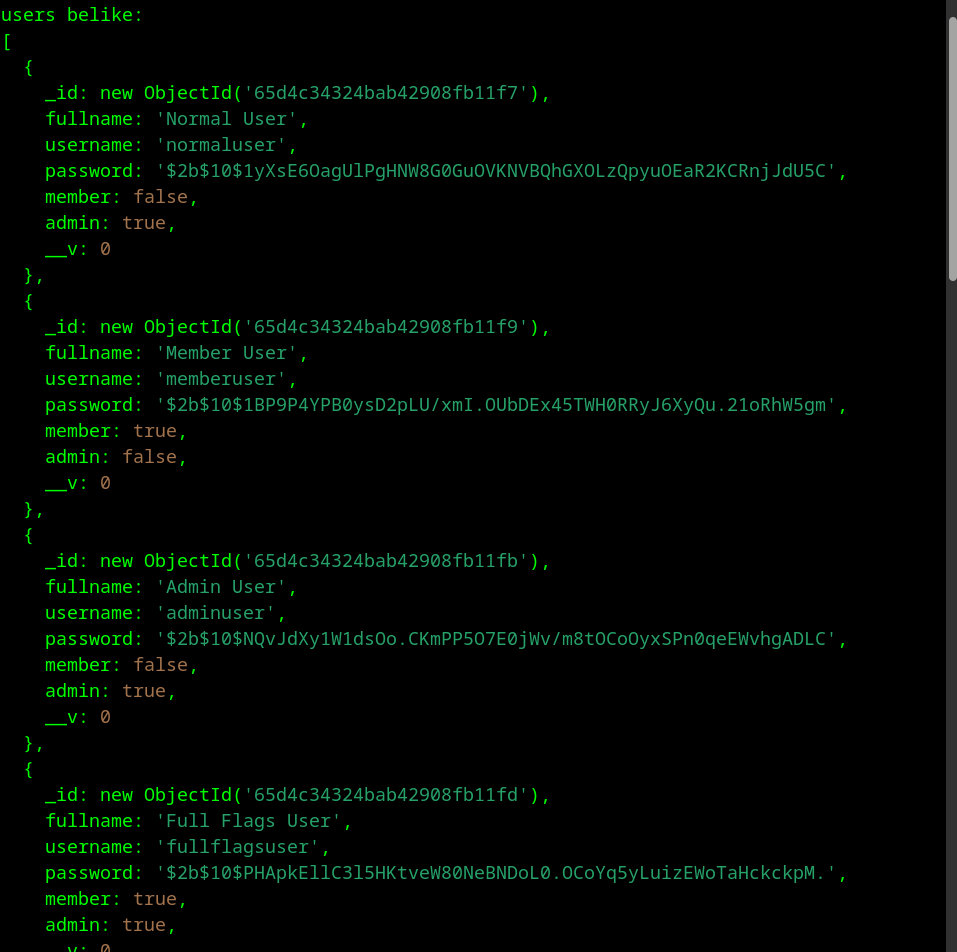 users belike:
[
  {
    _id: new ObjectId('65d4c34324bab42908fb11f7'),
    fullname: 'Normal User',
    username: 'normaluser',
    password: '$2b$10$1yXsE6OagUlPgHNW8G0GuOVKNVBQhGXOLzQpyuOEaR2KCRnjJdU5C',
    member: false,
    admin: true,
    __v: 0
  },
  {
    _id: new ObjectId('65d4c34324bab42908fb11f9'),
    fullname: 'Member User',
    username: 'memberuser',
    password: '$2b$10$1BP9P4YPB0ysD2pLU/xmI.OUbDEx45TWH0RRyJ6XyQu.21oRhW5gm',
    member: true,
    admin: false,
    __v: 0
  },
  {
    _id: new ObjectId('65d4c34324bab42908fb11fb'),
    fullname: 'Admin User',
    username: 'adminuser',
    password: '$2b$10$NQvJdXy1W1dsOo.CKmPP5O7E0jWv/m8tOCoOyxSPn0qeEWvhgADLC',
    member: false,
    admin: true,
    __v: 0
  },
  {
    _id: new ObjectId('65d4c34324bab42908fb11fd'),
    fullname: 'Full Flags User',
    username: 'fullflagsuser',
    password: '$2b$10$PHApkEllC3l5HKtveW80NeBNDoL0.OCoYq5yLuizEWoTaHckckpM.',
    member: true,
    admin: true,
    __v: 0